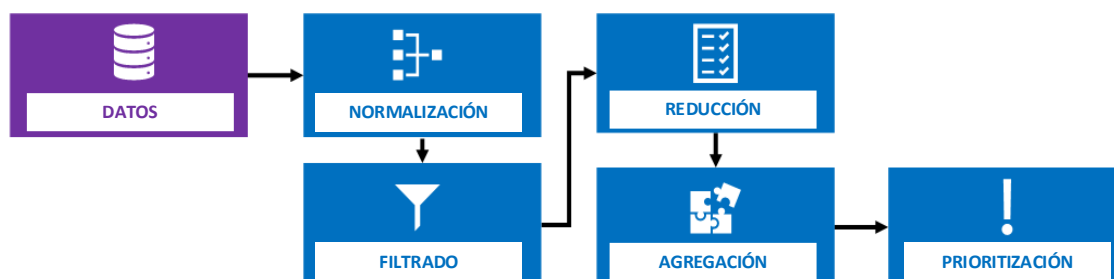 DATOS
NORMALIZACIÓN
FILTRADO
REDUCCIÓN
AGREGACIÓN
PRIORITIZACIÓN